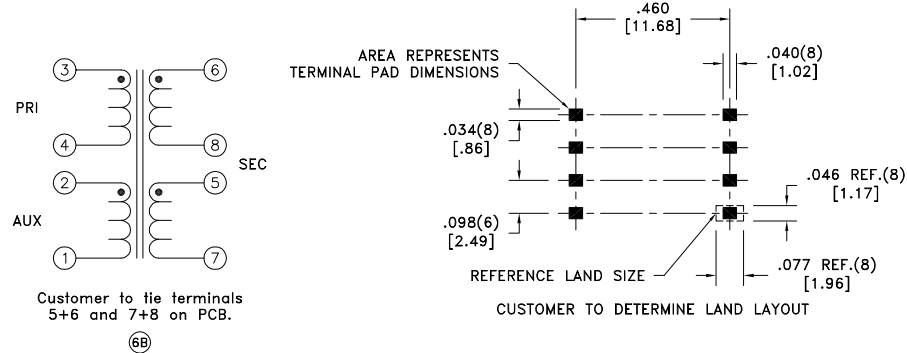 3
6
PRI
4
8
SEC
2
5
AUX
1
7
Customer to tie terminals
5+6 and 7+8 on PCB.
6B
.460
[11.68]
AREA REPRESENTS
TERMINAL PAD DIMENSIONS
.040(8)
[1.02]
.034(8)
[.86]
.046 REF.(8)
[1.17]
.098(6)
[2.49]
REFERENCE LAND SIZE
.077 REF.(8)
[1.96]
CUSTOMER TO DETERMINE LAND LAYOUT